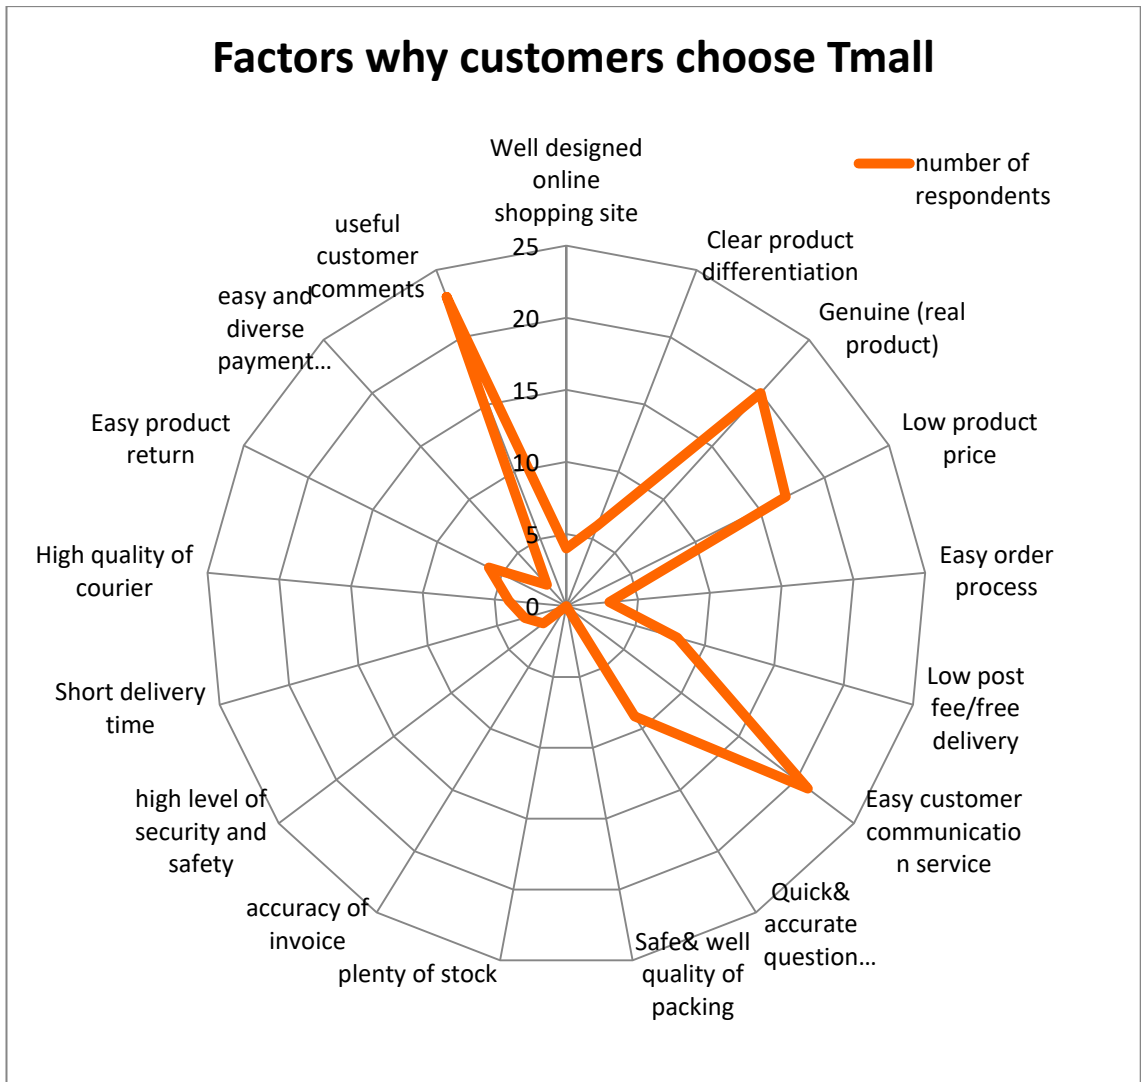 Factors why customers choose Tmall
number of
respondents
Well designed
online
shopping site
Clear product
differentiation
Genuine (real
product)
Low product
price
Easy order
process
Low post
fee/free
delivery
Easy customer
communicatio
n service
Quick&
accurate
question...
Safe& well
quality of
packing
plenty of stock
accuracy of
invoice
high level of
security and
safety
Short delivery
time
High quality of
courier
Easy product
return
easy and
diverse
payment...
useful
customer
comments
25
20
15
10
5
0